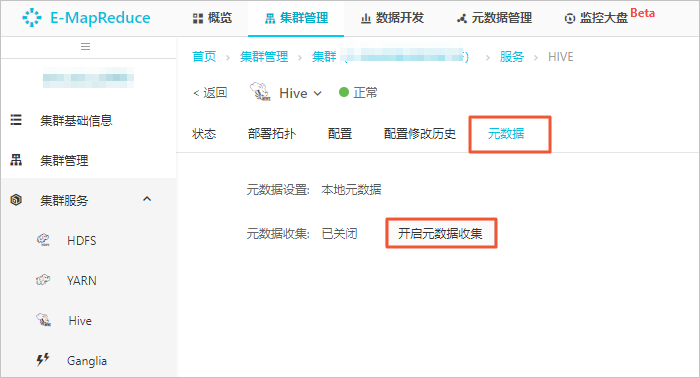 E-MapReduce 概览 集群管理 数据开发 元数据管理 监控大盘 Beta
首页 > 集群管理 > 集群 ( ) > 服务 > HIVE
< 返回 Hive 正常
状态 部署拓扑 配置 配置修改历史 元数据
集群基础信息
集群管理
集群服务
HDFS
YARN
Hive
Ganglia
元数据设置: 本地元数据
元数据收集: 已关闭 开启元数据收集